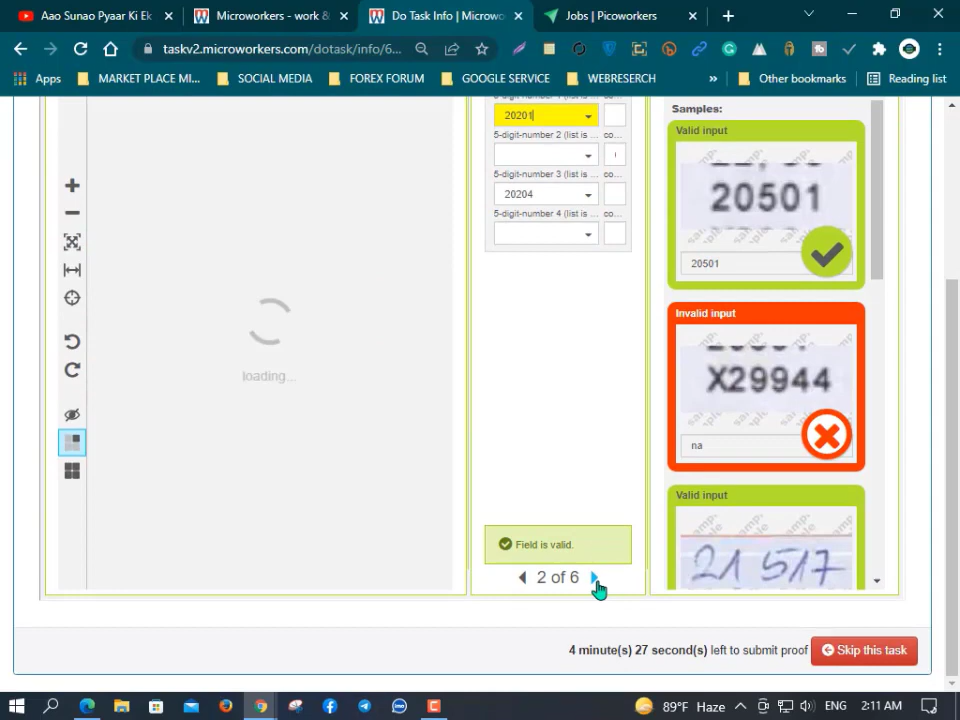 Aao Sunao Pyaar Ki Ek
Microworkers - work &
Do Task Info | Microwo
Jobs | Picoworkers
taskv2.microworkers.com/dotask/info/6...
Apps
MARKET PLACE MI...
SOCIAL MEDIA
FOREX FORUM
GOOGLE SERVICE
WEBRESERCH
»
Other bookmarks
Reading list
20201
5-digit-number 2 (list is ... co...
5-digit-number 3 (list is ... co...
20204
5-digit-number 4 (list is ... co...
Samples:
Valid input
20501
20501
Invalid input
X29944
na
Valid input
21 517
loading...
Field is valid.
2 of 6
4 minute(s) 27 second(s) left to submit proof
Skip this task
89°F Haze
ENG
2:11 AM